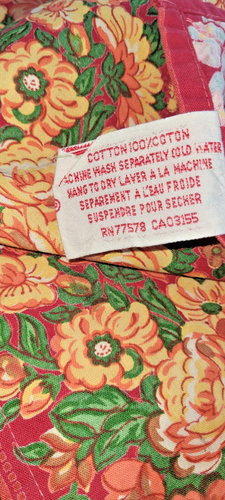 COTTON 100% COTON
MACHINE WASH SEPARATELY COLD WATER
HANG TO DRY LAVER A LA MACHINE
SEPAREMENT A L'EAU FROIDE
SUSPENDRE POUR SECHER
RN77578 CA03155